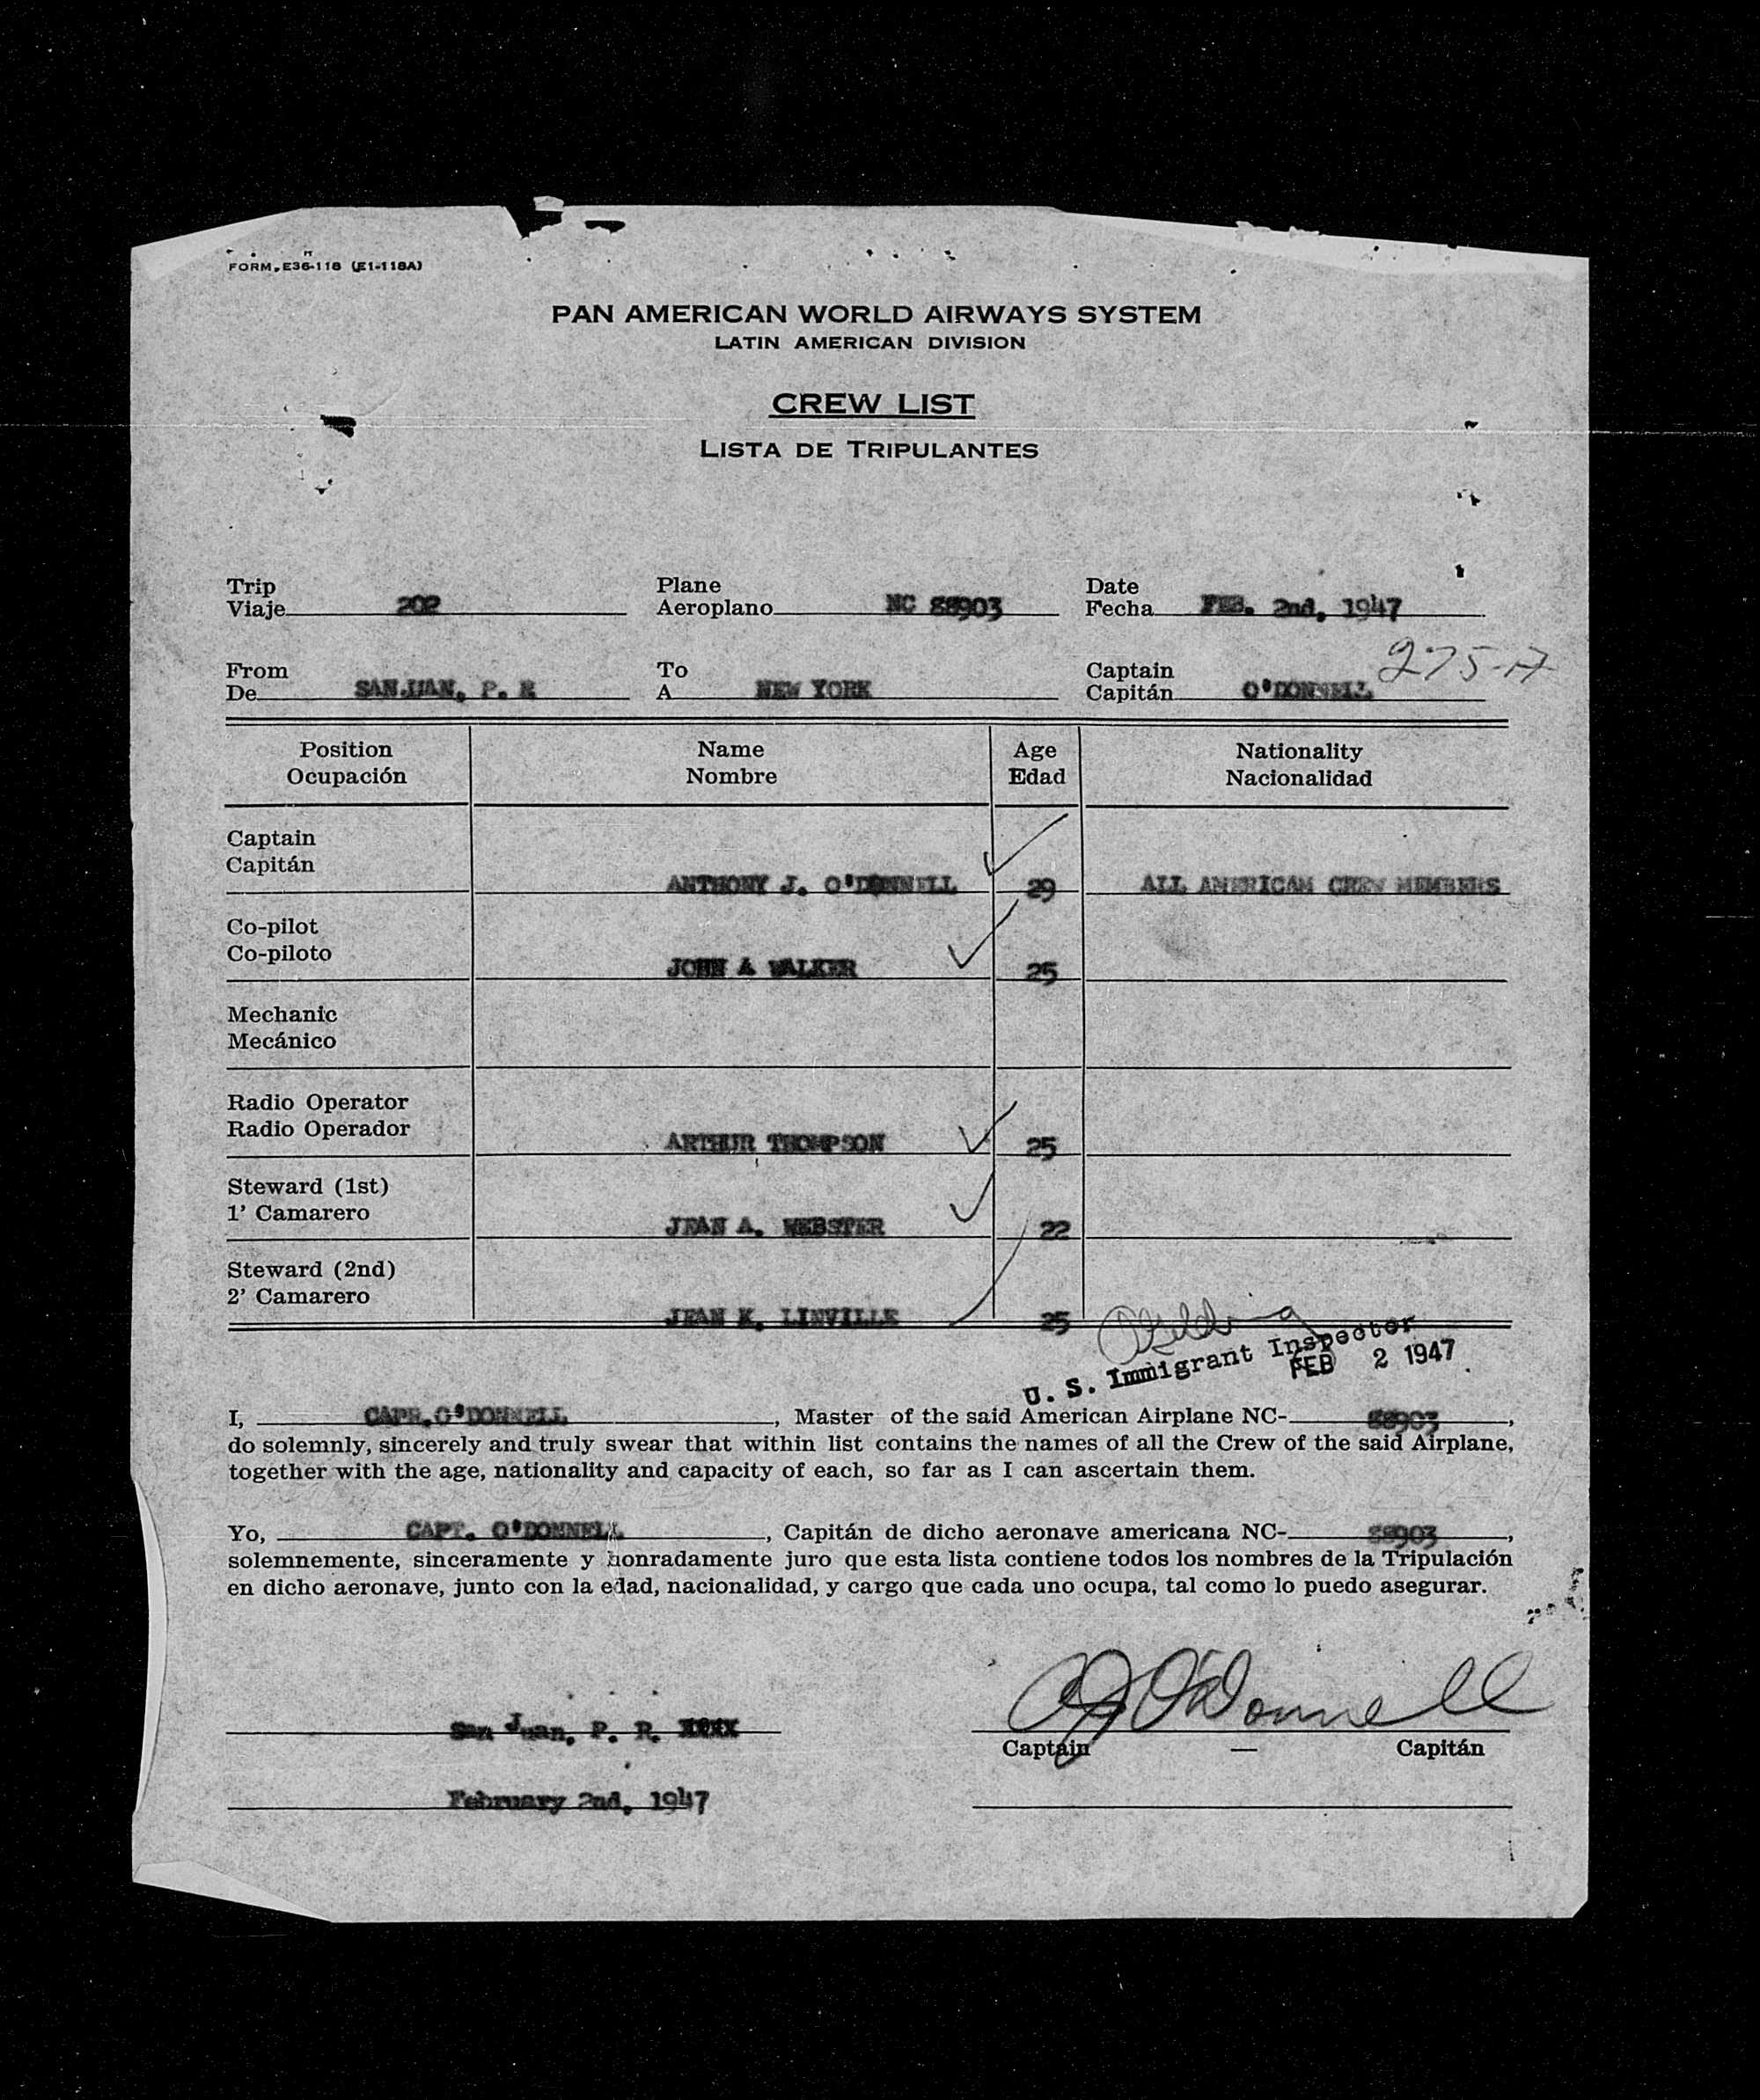 FORM E36-118 (E1-118A)
PAN AMERICAN WORLD AIRWAYS SYSTEM
LATIN AMERICAN DIVISION
CREW LIST
LISTA DE TRIPULANTES
Trip Plane Date
Viaje 202 Aeroplano NC 88903 Fecha FEB. 2nd, 1947
275-A
From To Captain
De SAN JUAN, P. R A NEW YORK Capitán O'DONNELL
Position Name Age Nationality
Ocupación Nombre Edad Nacionalidad
Captain
Capitán
ANTHONY J. O'DONNELL 29 ALL AMERICAN CREW MEMBERS
Co-pilot
Co-piloto
JOHN A WALKER 25
Mechanic
Mecánico
Radio Operator
Radio Operador
ARTHUR THOMPSON 25
Steward (1st)
1' Camarero
JEAN A. WEBSTER 22
Steward (2nd)
2' Camarero
JEAN K. LINVILLE 25
U. S. Immigrant Inspector
FEB 2 1947
I, CAPR. O'DONNELL, Master of the said American Airplane NC- 88903,
do solemnly, sincerely and truly swear that within list contains the names of all the Crew of the said Airplane,
together with the age, nationality and capacity of each, so far as I can ascertain them.
Yo, CAPT. O'DONNELL, Capitán de dicho aeronave americana NC- 88903,
solemnemente, sinceramente y honradamente juro que esta lista contiene todos los nombres de la Tripulación
en dicho aeronave, junto con la edad, nacionalidad, y cargo que cada uno ocupa, tal como lo puedo asegurar.
A J O'Donnell
San Juan, P. R. XXXX
Captain — Capitán
February 2nd, 1947